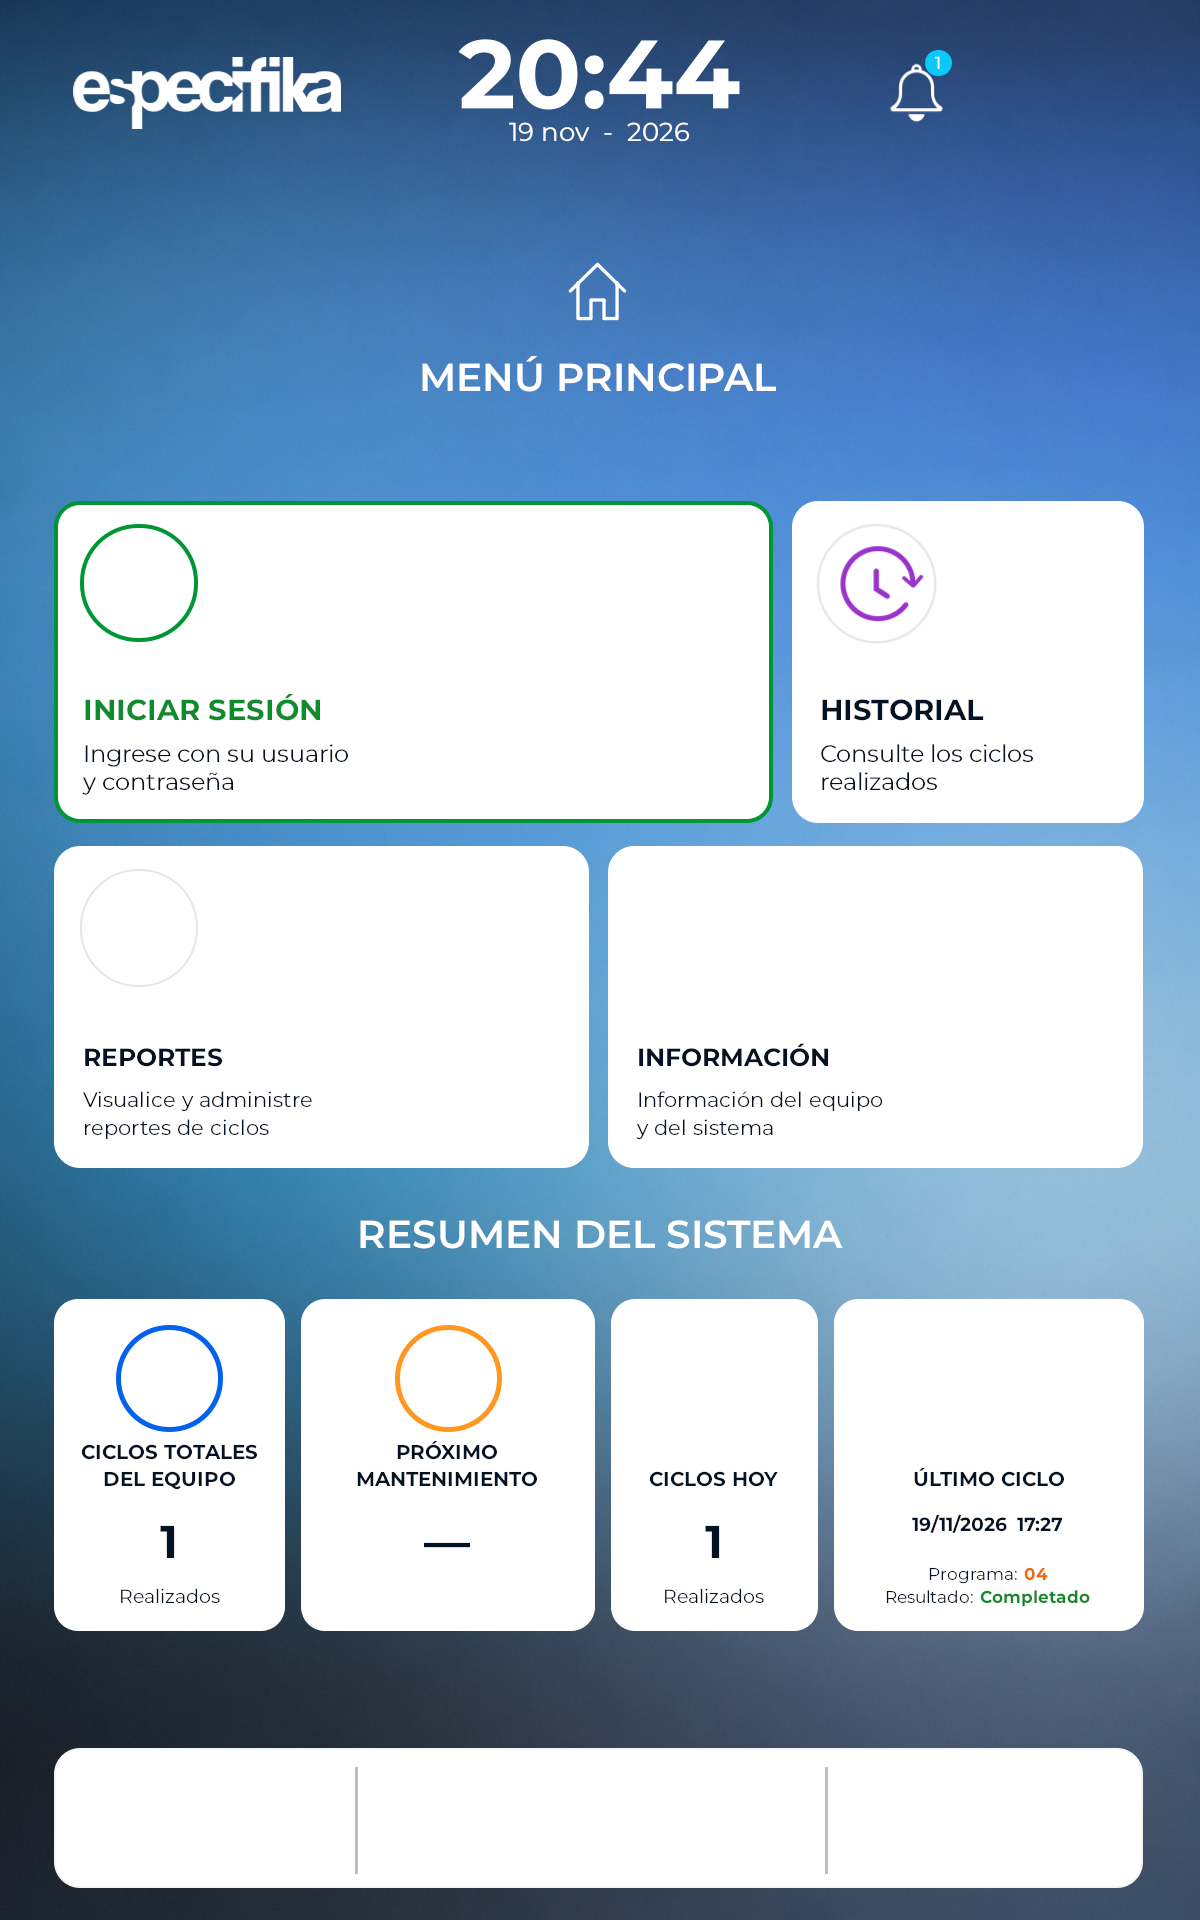 especifika
20:44
19 nov - 2026
1
MENÚ PRINCIPAL
INICIAR SESIÓN
Ingrese con su usuario
y contraseña
HISTORIAL
Consulte los ciclos
realizados
REPORTES
Visualice y administre
reportes de ciclos
INFORMACIÓN
Información del equipo
y del sistema
RESUMEN DEL SISTEMA
CICLOS TOTALES
DEL EQUIPO
1
Realizados
PRÓXIMO
MANTENIMIENTO
—
CICLOS HOY
1
Realizados
ÚLTIMO CICLO
19/11/2026 17:27
Programa: 04
Resultado: Completado